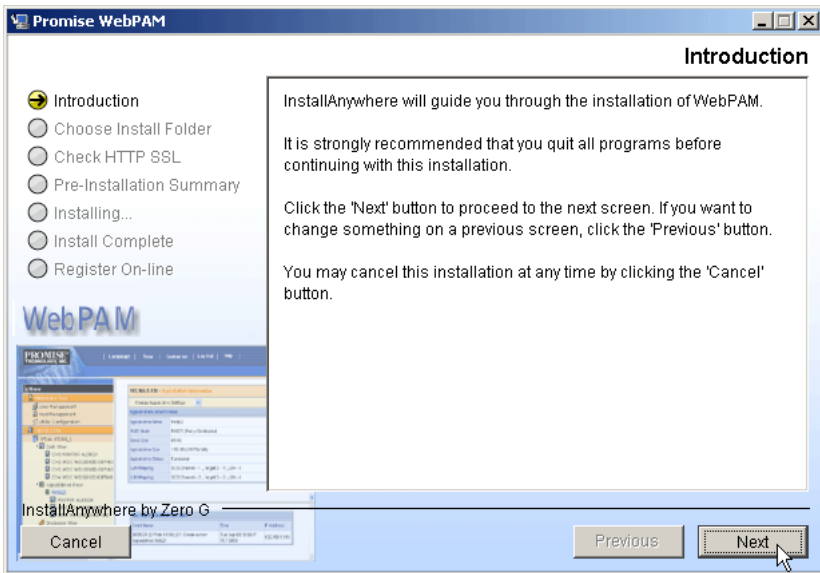 Promise WebPAM
Introduction
Introduction
Choose Install Folder
Check HTTP SSL
Pre-Installation Summary
Installing...
Install Complete
Register On-line
WebPAM
PROMISE
InstallAnywhere will guide you through the installation of WebPAM.
It is strongly recommended that you quit all programs before
continuing with this installation.
Click the 'Next' button to proceed to the next screen. If you want to
change something on a previous screen, click the 'Previous' button.
You may cancel this installation at any time by clicking the 'Cancel'
button.
InstallAnywhere by Zero G
Cancel
Previous
Next